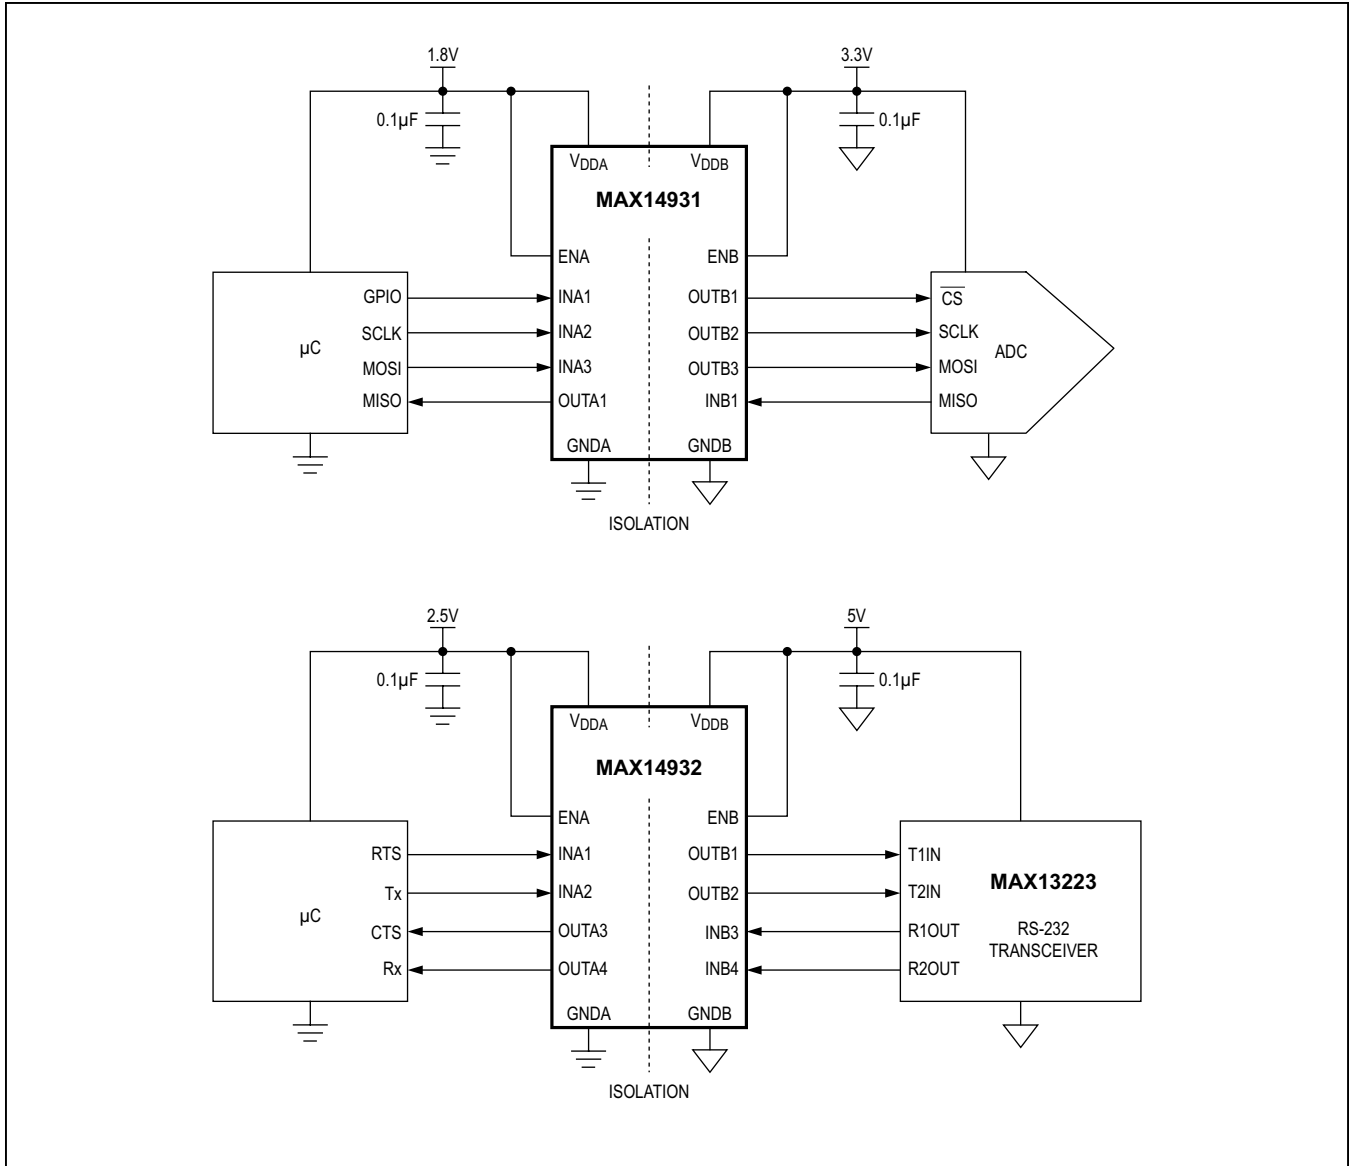 1.8V
3.3V
0.1µF
0.1µF
VDDA
VDDB
MAX14931
ENA
ENB
GPIO
INA1
OUTB1
CS
SCLK
INA2
OUTB2
SCLK
µC
ADC
MOSI
INA3
OUTB3
MOSI
MISO
OUTA1
INB1
MISO
GNDA
GNDB
ISOLATION
2.5V
5V
0.1µF
0.1µF
VDDA
VDDB
MAX14932
ENA
ENB
RTS
INA1
OUTB1
T1IN
MAX13223
Tx
INA2
OUTB2
T2IN
µC
CTS
OUTA3
INB3
R1OUT
RS-232
TRANSCEIVER
Rx
OUTA4
INB4
R2OUT
GNDA
GNDB
ISOLATION